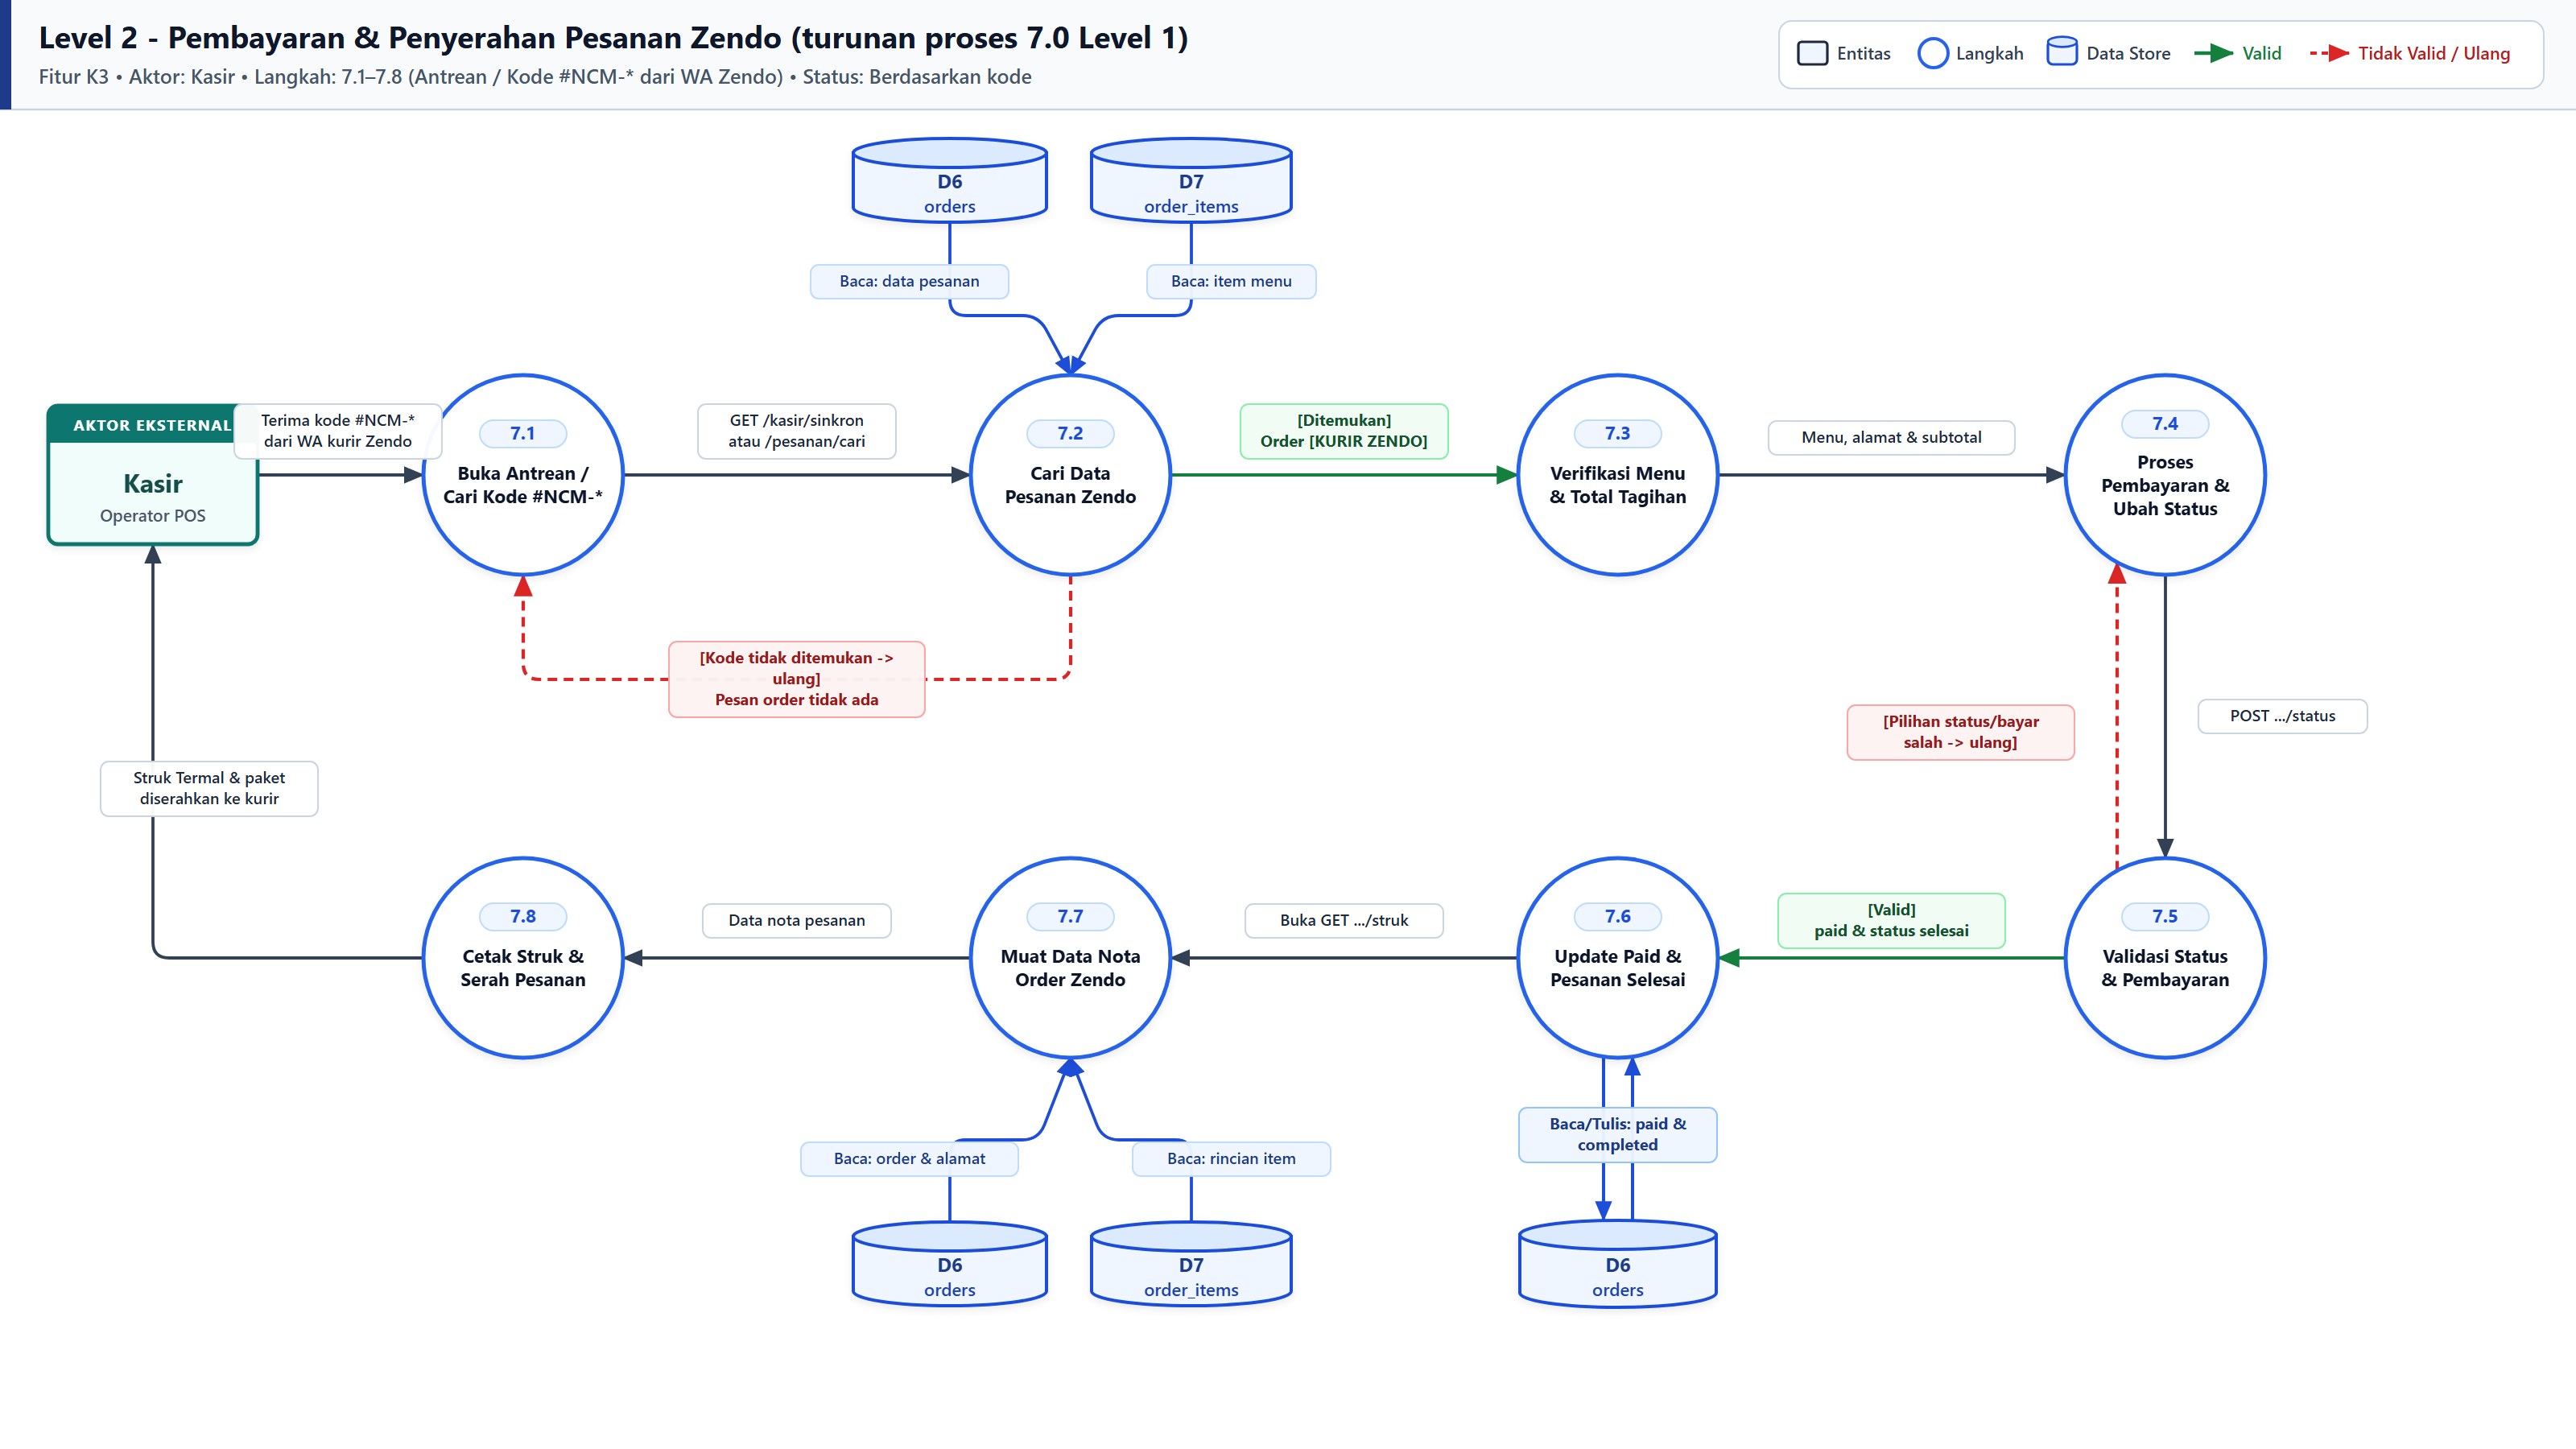 Level 2 - Pembayaran & Penyerahan Pesanan Zendo (turunan proses 7.0 Level 1)
Fitur K3 • Aktor: Kasir • Langkah: 7.1–7.8 (Antrean / Kode #NCM-* dari WA Zendo) • Status: Berdasarkan kode
Entitas
Langkah
Data Store
Valid
Tidak Valid / Ulang
D6
orders
D7
order_items
Baca: data pesanan
Baca: item menu
AKTOR EKSTERNAL
Kasir
Operator POS
Terima kode #NCM-*
dari WA kurir Zendo
7.1
Buka Antrean /
Cari Kode #NCM-*
GET /kasir/sinkron
atau /pesanan/cari
7.2
Cari Data
Pesanan Zendo
[Ditemukan]
Order [KURIR ZENDO]
7.3
Verifikasi Menu
& Total Tagihan
Menu, alamat & subtotal
7.4
Proses
Pembayaran &
Ubah Status
[Kode tidak ditemukan ->
ulang]
Pesan order tidak ada
[Pilihan status/bayar
salah -> ulang]
POST .../status
Struk Termal & paket
diserahkan ke kurir
7.8
Cetak Struk &
Serah Pesanan
Data nota pesanan
7.7
Muat Data Nota
Order Zendo
Buka GET .../struk
7.6
Update Paid &
Pesanan Selesai
[Valid]
paid & status selesai
7.5
Validasi Status
& Pembayaran
Baca: order & alamat
Baca: rincian item
Baca/Tulis: paid &
completed
D6
orders
D7
order_items
D6
orders